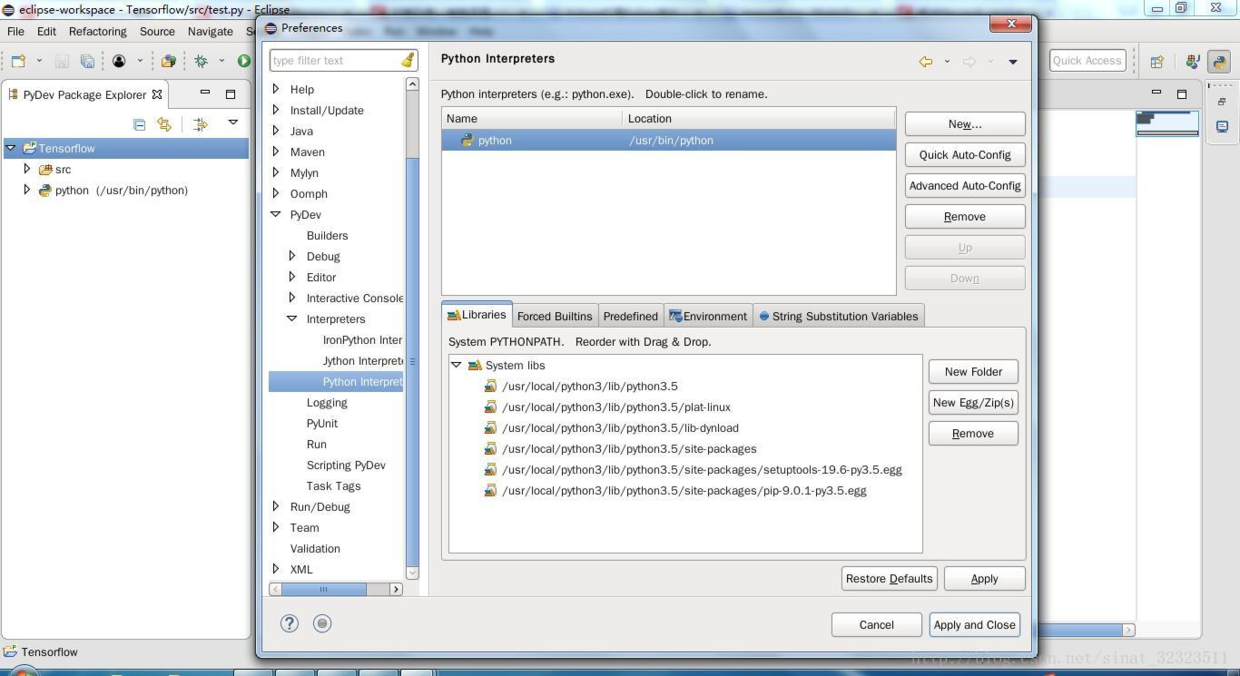 eclipse-workspace - Tensorflow/src/test.py - Eclipse
File Edit Refactoring Source Navigate
Quick Access
PyDev Package Explorer
Tensorflow
src
python (/usr/bin/python)
Tensorflow
Preferences
type filter text
Help
Install/Update
Java
Maven
Mylyn
Oomph
PyDev
Builders
Debug
Editor
Interactive Console
Interpreters
IronPython Inter
Jython Interprete
Python Interpret
Logging
PyUnit
Run
Scripting PyDev
Task Tags
Run/Debug
Team
Validation
XML
Python Interpreters
Python interpreters (e.g.: python.exe). Double-click to rename.
Name Location
python /usr/bin/python
New...
Quick Auto-Config
Advanced Auto-Config
Remove
Up
Down
Libraries Forced Builtins Predefined Environment String Substitution Variables
System PYTHONPATH. Reorder with Drag & Drop.
System libs
/usr/local/python3/lib/python3.5
/usr/local/python3/lib/python3.5/plat-linux
/usr/local/python3/lib/python3.5/lib-dynload
/usr/local/python3/lib/python3.5/site-packages
/usr/local/python3/lib/python3.5/site-packages/setuptools-19.6-py3.5.egg
/usr/local/python3/lib/python3.5/site-packages/pip-9.0.1-py3.5.egg
New Folder
New Egg/Zip(s)
Remove
Restore Defaults Apply
Cancel Apply and Close
http://blog.csdn.net/sinat_32323511